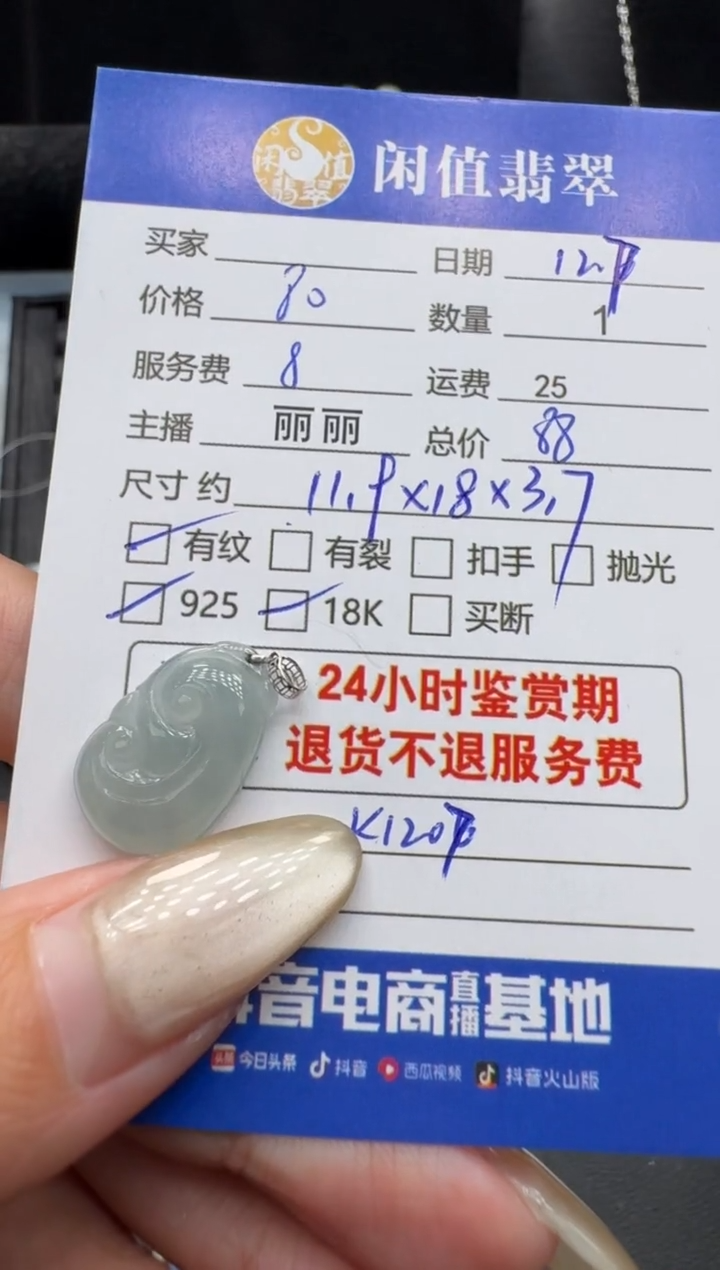 闲值翡翠 闲值翡翠
买家 日期
价格 80 数量 1
服务费 8 运费 25
主播 丽丽 总价 88
尺寸 约 11.9×18×3.7
有纹 有裂 扣手 抛光
925 18K 买断
24小时鉴赏期
退货不退服务费
音电商直播基地
头条 今日头条 抖音 西瓜视频 抖音火山版